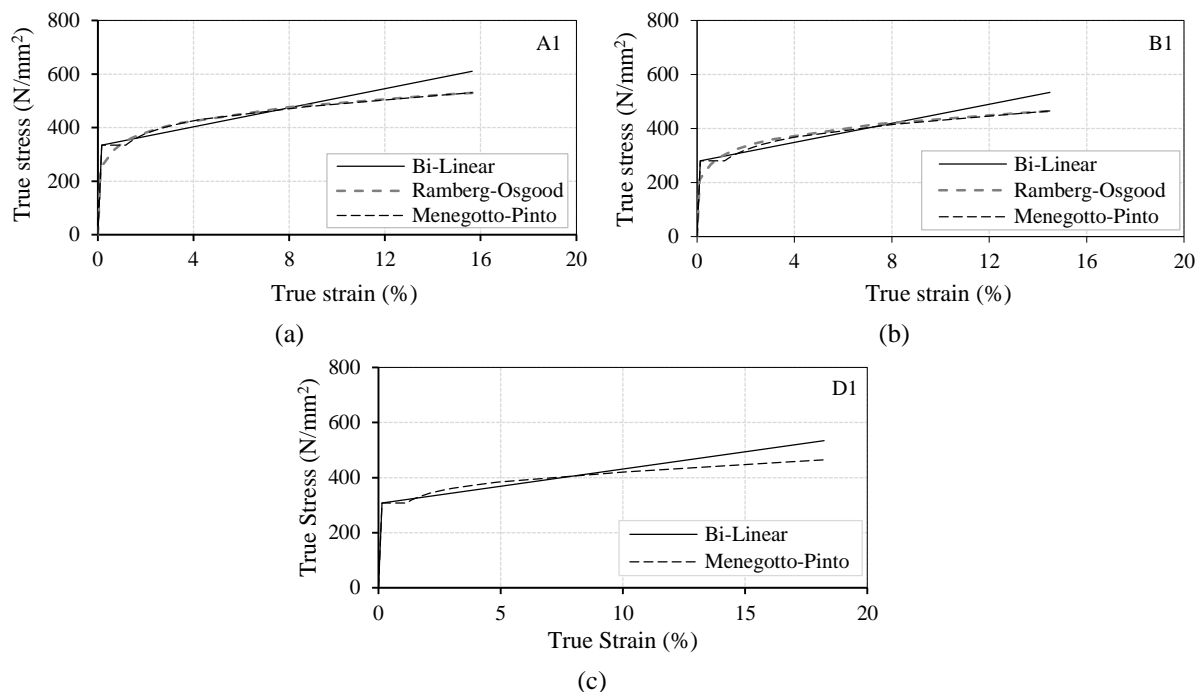 800
600
400
200
0
True stress (N/mm²)
A1
Bi-Linear
Ramberg-Osgood
Menegotto-Pinto
0 4 8 12 16 20
True strain (%)
(a)
800
600
400
200
0
True stress (N/mm²)
B1
Bi-Linear
Ramberg-Osgood
Menegotto-Pinto
0 4 8 12 16 20
True strain (%)
(b)
800
600
400
200
0
True Stress (N/mm²)
D1
Bi-Linear
Menegotto-Pinto
0 5 10 15 20
True Strain (%)
(c)